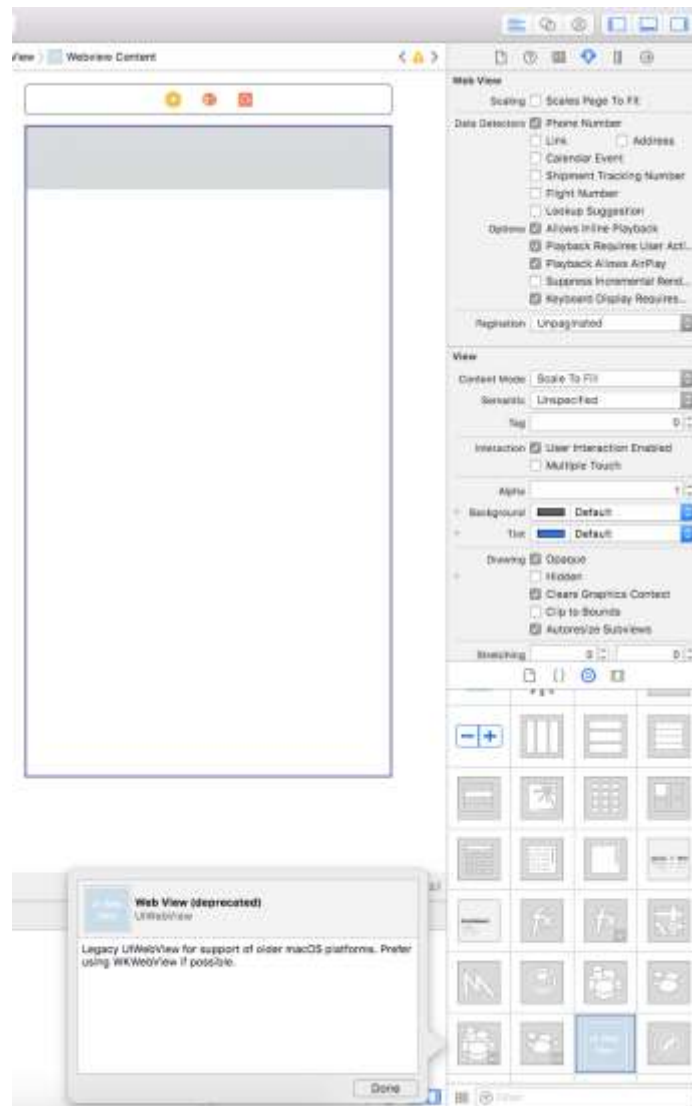 View
Webview Content
Web View
Scaling Scales Page To Fit
Data Detectors Phone Number
Link Address
Calendar Event
Shipment Tracking Number
Flight Number
Lookup Suggestion
Options Allows Inline Playback
Playback Requires User Acti...
Playback Allows AirPlay
Suppress Incremental Rend...
Keyboard Display Requires...
Pagination Unpaginated
View
Content Mode Scale To Fill
Semantic Unspecified
Tag 0
Interaction User Interaction Enabled
Multiple Touch
Alpha 1
Background Default
Tint Default
Drawing Opaque
Hidden
Clears Graphics Context
Clip to Bounds
Autoresize Subviews
Stretching 0 0
Web View (deprecated)
UIWebView
Legacy UIWebView for support of older macOS platforms. Prefer
using WKWebView if possible.
Done
Filter